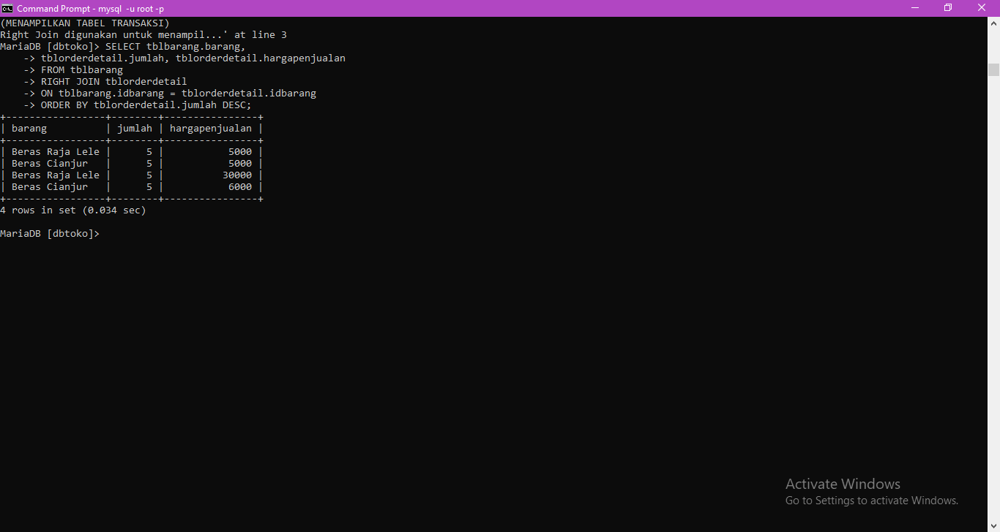 Command Prompt - mysql -u root -p
(MENAMPILKAN TABEL TRANSAKSI)
Right Join digunakan untuk menampil...' at line 3
MariaDB [dbtoko]> SELECT tblbarang.barang,
    -> tblorderdetail.jumlah, tblorderdetail.hargapenjualan
    -> FROM tblbarang
    -> RIGHT JOIN tblorderdetail
    -> ON tblbarang.idbarang = tblorderdetail.idbarang
    -> ORDER BY tblorderdetail.jumlah DESC;
+-----------------+--------+----------------+
| barang          | jumlah | hargapenjualan |
+-----------------+--------+----------------+
| Beras Raja Lele |      5 |           5000 |
| Beras Cianjur   |      5 |           5000 |
| Beras Raja Lele |      5 |          30000 |
| Beras Cianjur   |      5 |           6000 |
+-----------------+--------+----------------+
4 rows in set (0.034 sec)
MariaDB [dbtoko]>
Activate Windows
Go to Settings to activate Windows.